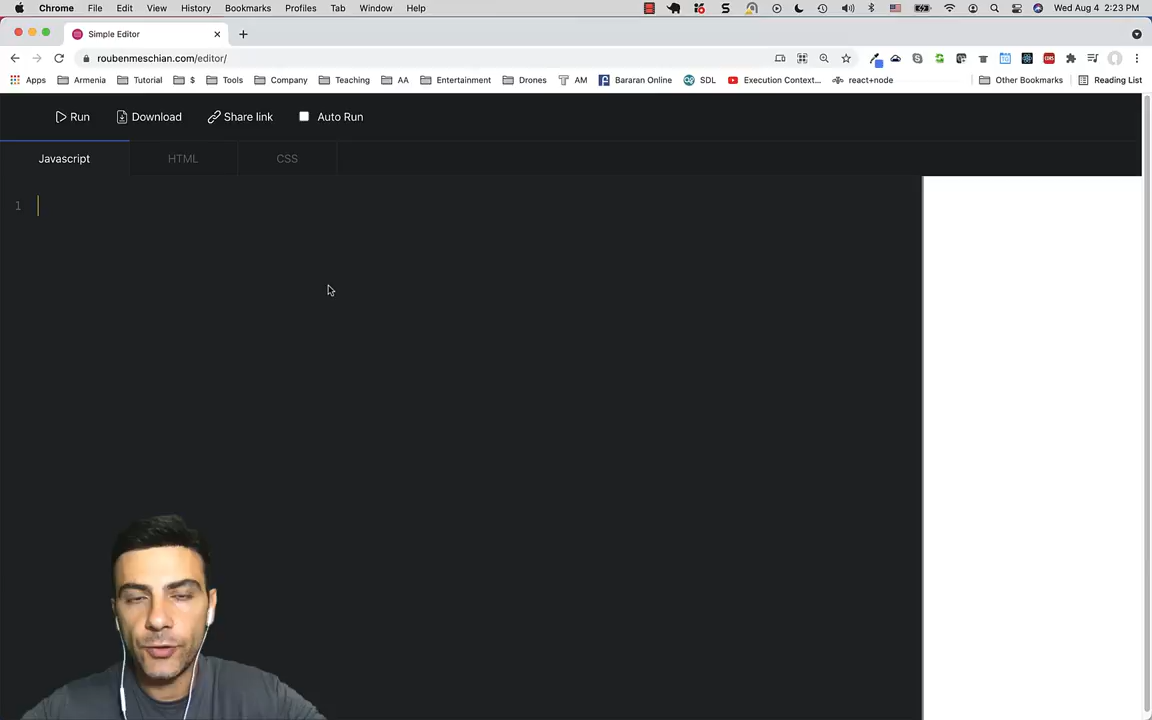 Chrome File Edit View History Bookmarks Profiles Tab Window Help Wed Aug 4 2:23 PM
Simple Editor
roubenmeschian.com/editor/
Apps Armenia Tutorial $ Tools Company Teaching AA Entertainment Drones AM Bararan Online SDL Execution Context... react+node Other Bookmarks Reading List
Run Download Share link Auto Run
Javascript HTML CSS
1